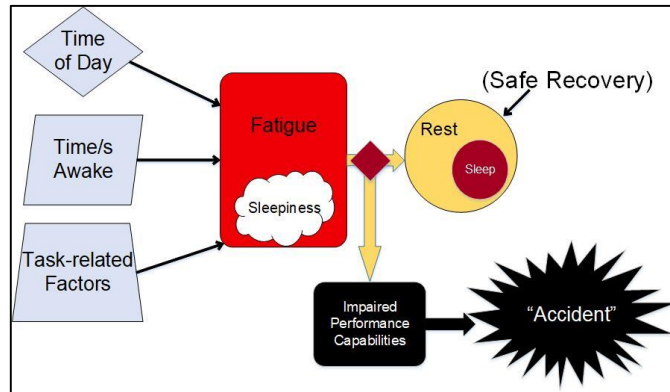 Time
of Day
Time/s
Awake
Task-related
Factors
Fatigue
Sleepiness
(Safe Recovery)
Rest
Sleep
Impaired
Performance
Capabilities
“Accident”